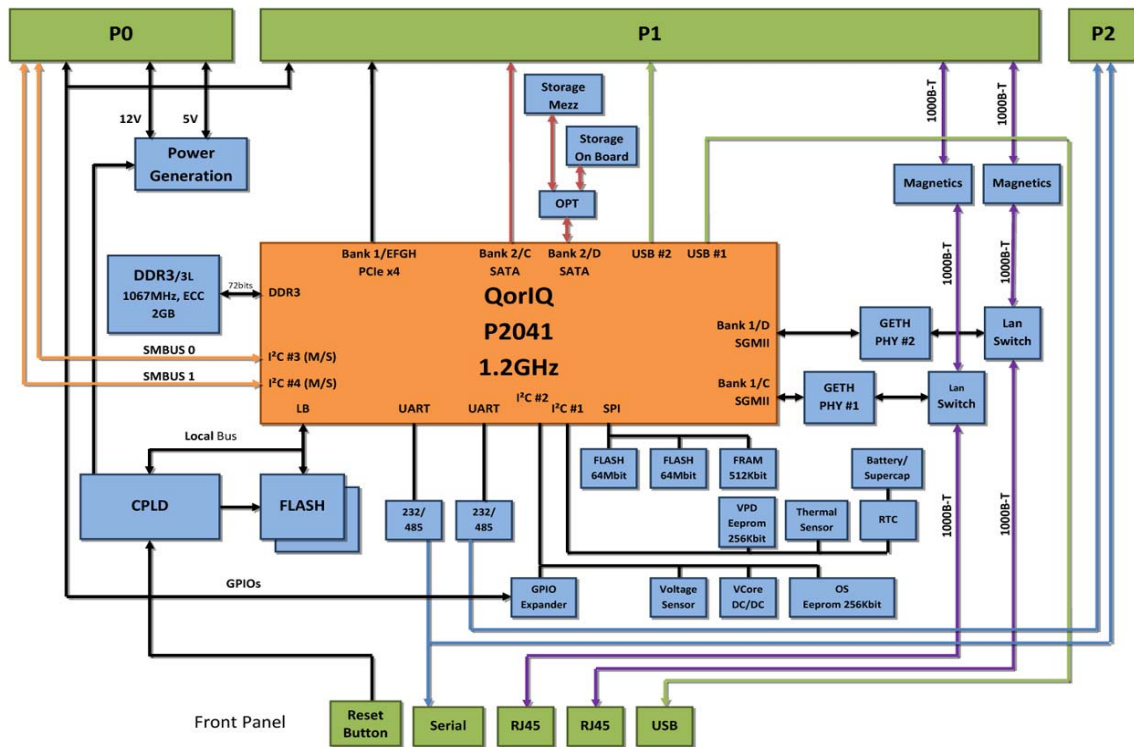 P0
P1
P2
12V
5V
Power
Generation
Storage
Mezz
Storage
On Board
OPT
1000B-T
1000B-T
Magnetics
Magnetics
1000B-T
1000B-T
Bank 1/EFGH
PCIe x4
Bank 2/C
SATA
Bank 2/D
SATA
USB #2
USB #1
DDR3/3L
1067MHz, ECC
2GB
72bits
DDR3
QorIQ
P2041
1.2GHz
Bank 1/D
SGMII
GETH
PHY #2
Lan
Switch
SMBUS 0
I²C #3 (M/S)
SMBUS 1
I²C #4 (M/S)
Bank 1/C
SGMII
GETH
PHY #1
Lan
Switch
LB
UART
UART
I²C #2
I²C #1
SPI
Local Bus
FLASH
64Mbit
FLASH
64Mbit
FRAM
512Kbit
Battery/
Supercap
CPLD
FLASH
232/
485
232/
485
VPD
Eeprom
256Kbit
Thermal
Sensor
RTC
1000B-T
1000B-T
GPIOs
GPIO
Expander
Voltage
Sensor
VCore
DC/DC
OS
Eeprom 256Kbit
Front Panel
Reset
Button
Serial
RJ45
RJ45
USB